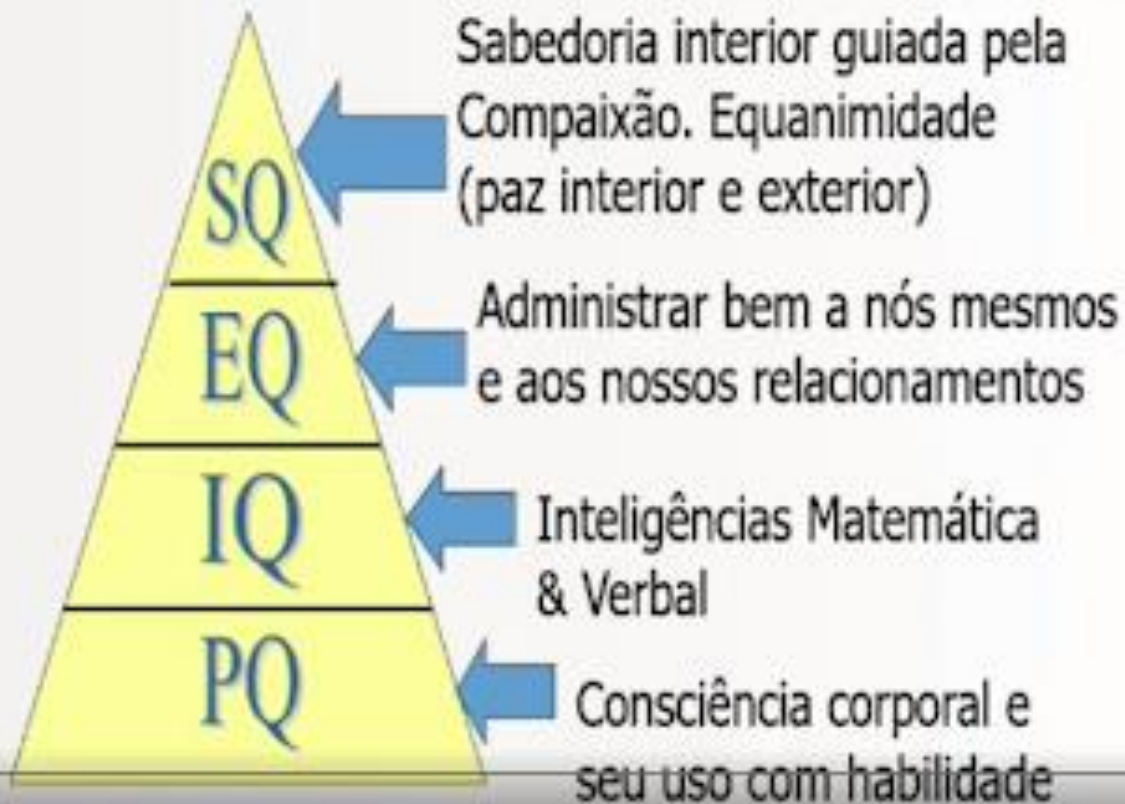 Sabedoria interior guiada pela
Compaixão. Equanimidade
(paz interior e exterior)
SQ
Administrar bem a nós mesmos
e aos nossos relacionamentos
EQ
Inteligências Matemática
& Verbal
IQ
Consciência corporal e
seu uso com habilidade
PQ